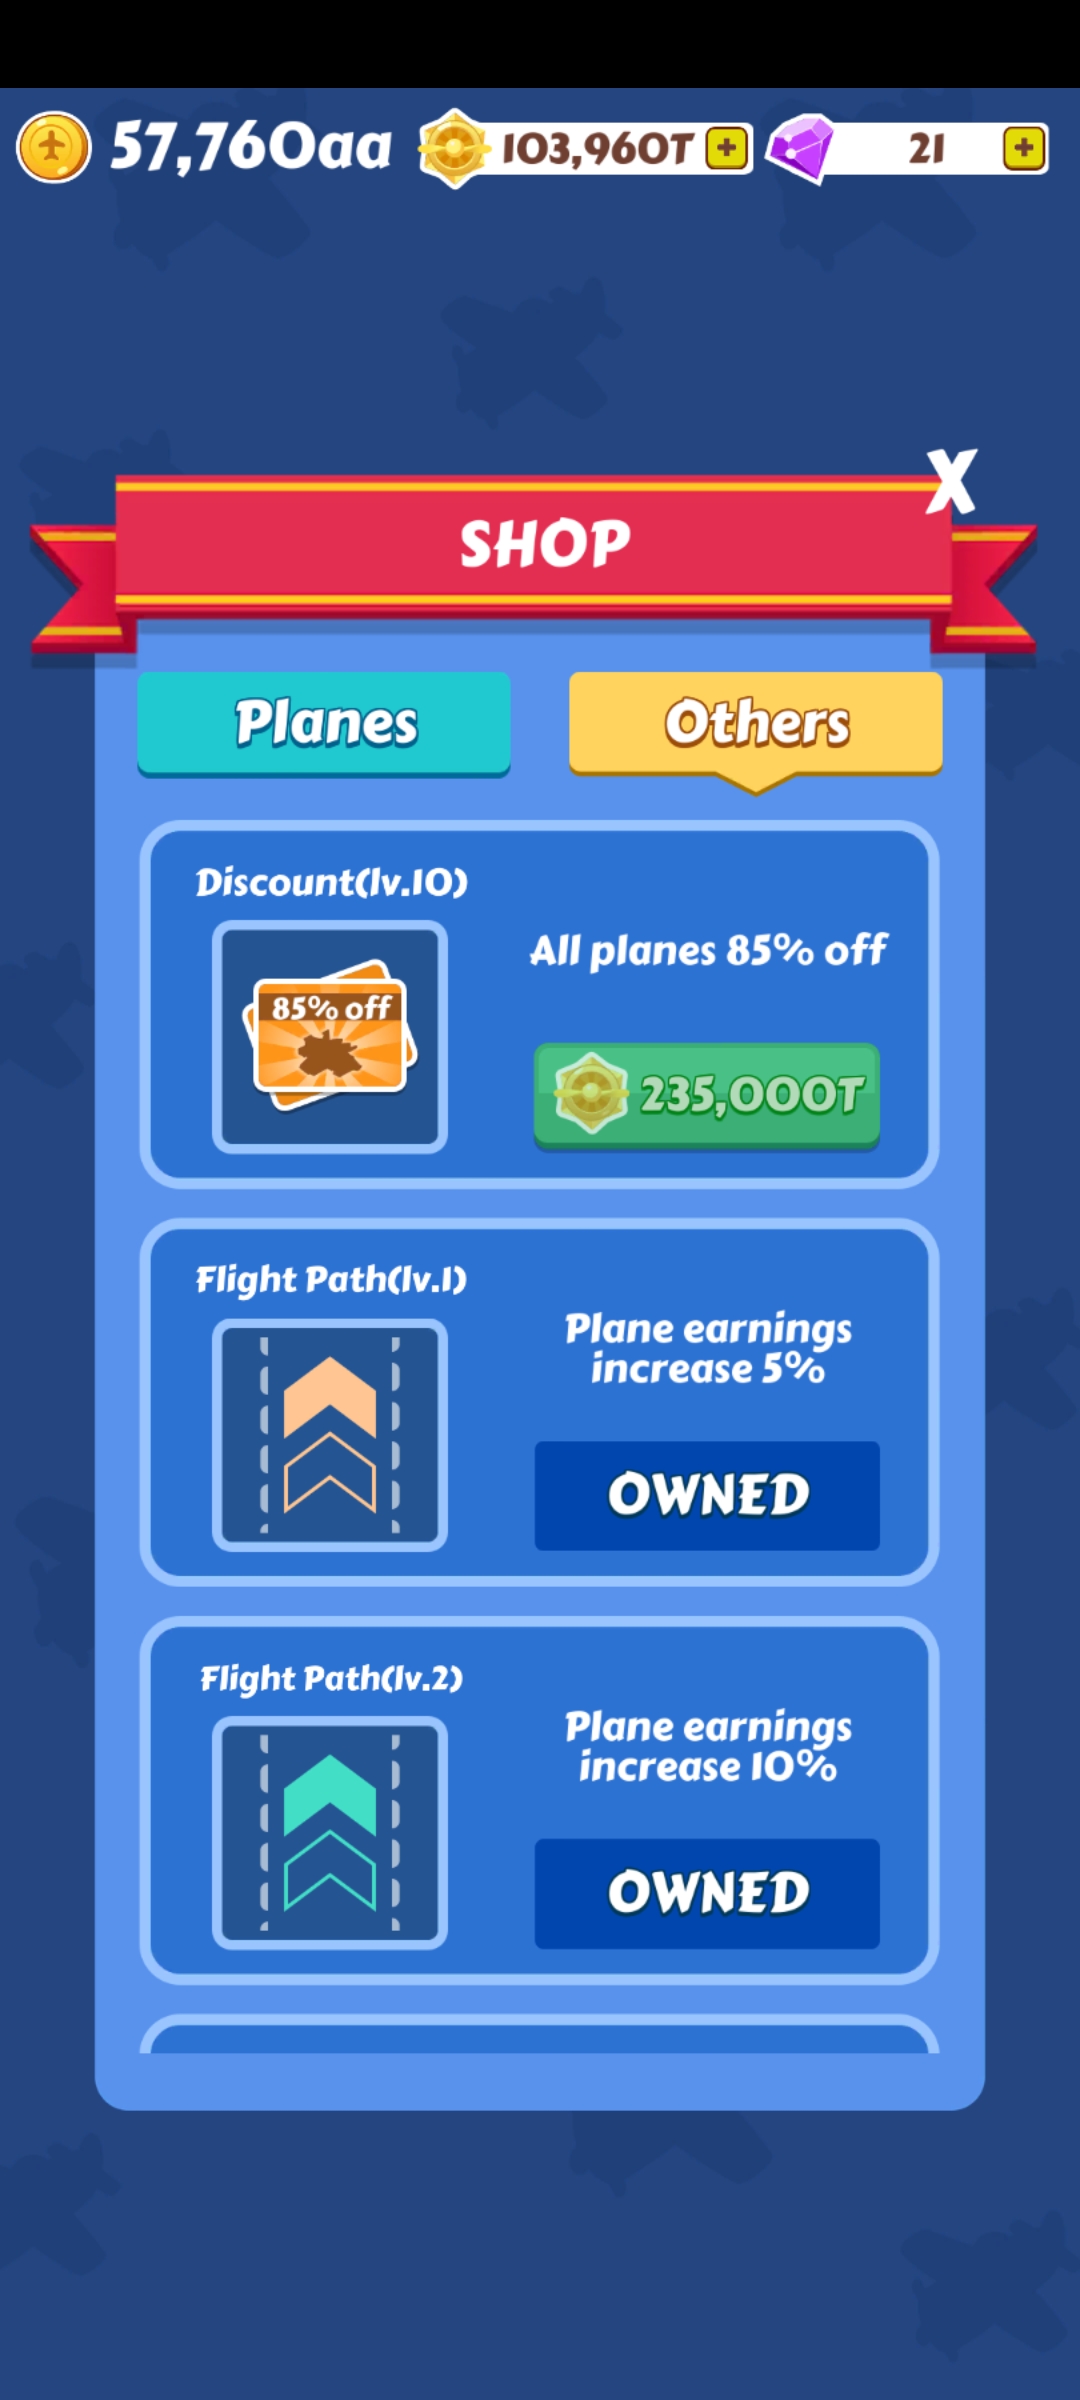 57,760aa 103,960T + 21 +
X
SHOP
Planes Others
Discount(lv.10)
All planes 85% off
85% off
235,000T
Flight Path(lv.1)
Plane earnings
increase 5%
OWNED
Flight Path(lv.2)
Plane earnings
increase 10%
OWNED